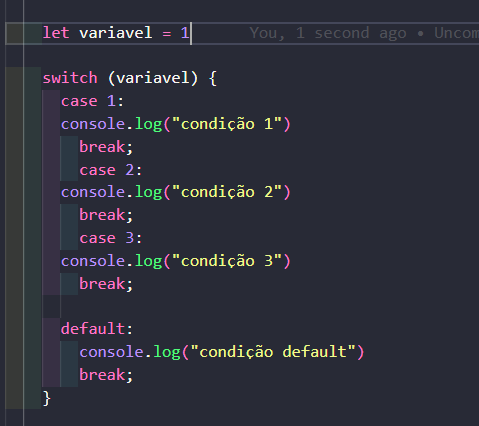 let variavel = 1 You, 1 second ago • Uncom
switch (variavel) {
case 1:
console.log("condição 1")
break;
case 2:
console.log("condição 2")
break;
case 3:
console.log("condição 3")
break;
default:
console.log("condição default")
break;
}